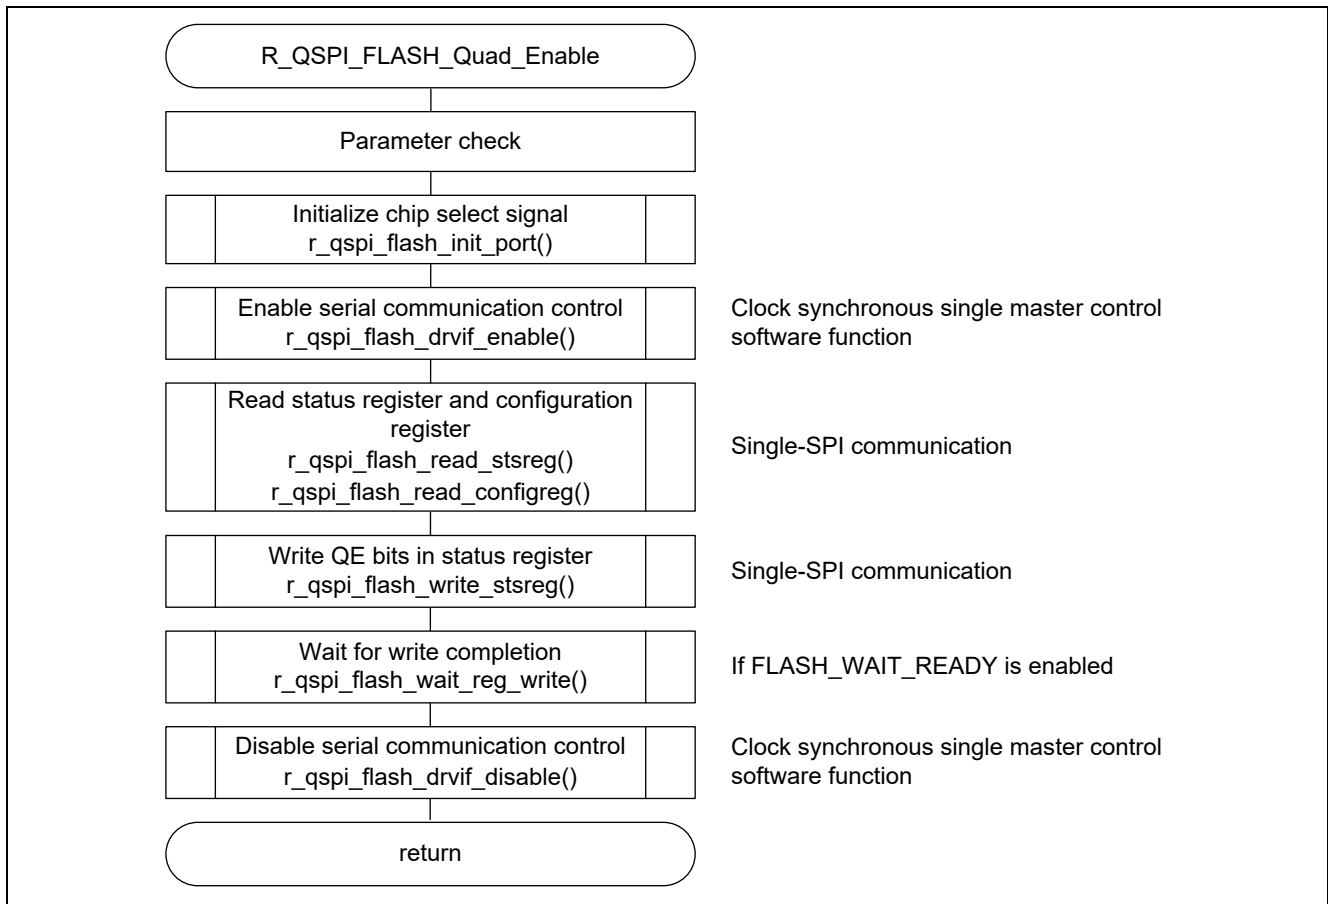 R_QSPI_FLASH_Quad_Enable
Parameter check
Initialize chip select signal
r_qspi_flash_init_port()
Enable serial communication control
r_qspi_flash_drvif_enable()
Clock synchronous single master control
software function
Read status register and configuration
register
r_qspi_flash_read_stsreg()
r_qspi_flash_read_configreg()
Single-SPI communication
Write QE bits in status register
r_qspi_flash_write_stsreg()
Single-SPI communication
Wait for write completion
r_qspi_flash_wait_reg_write()
If FLASH_WAIT_READY is enabled
Disable serial communication control
r_qspi_flash_drvif_disable()
Clock synchronous single master control
software function
return